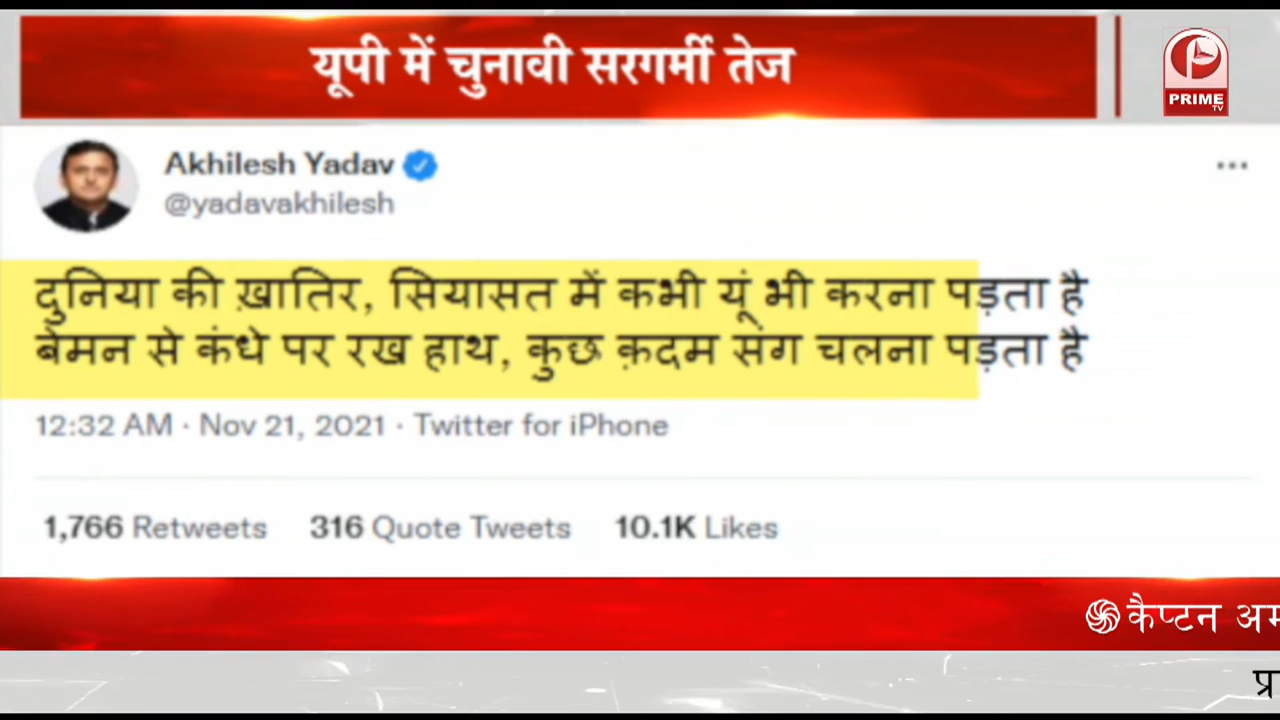 यूपी में चुनावी सरगर्मी तेज
PRIME
TV
Akhilesh Yadav
@yadavakhilesh
दुनिया की ख़ातिर, सियासत में कभी यूं भी करना पड़ता है
बेमन से कंधे पर रख हाथ, कुछ क़दम संग चलना पड़ता है
12:32 AM · Nov 21, 2021 · Twitter for iPhone
1,766 Retweets 316 Quote Tweets 10.1K Likes
कैप्टन